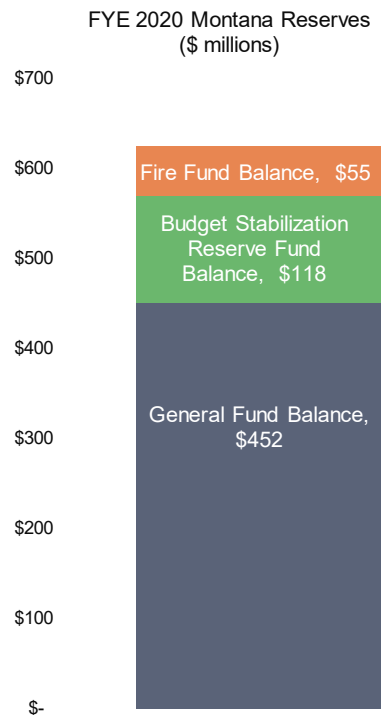 FYE 2020 Montana Reserves
($ millions)
$700
$600
$500
$400
$300
$200
$100
$-
Fire Fund Balance, $55
Budget Stabilization
Reserve Fund
Balance, $118
General Fund Balance,
$452